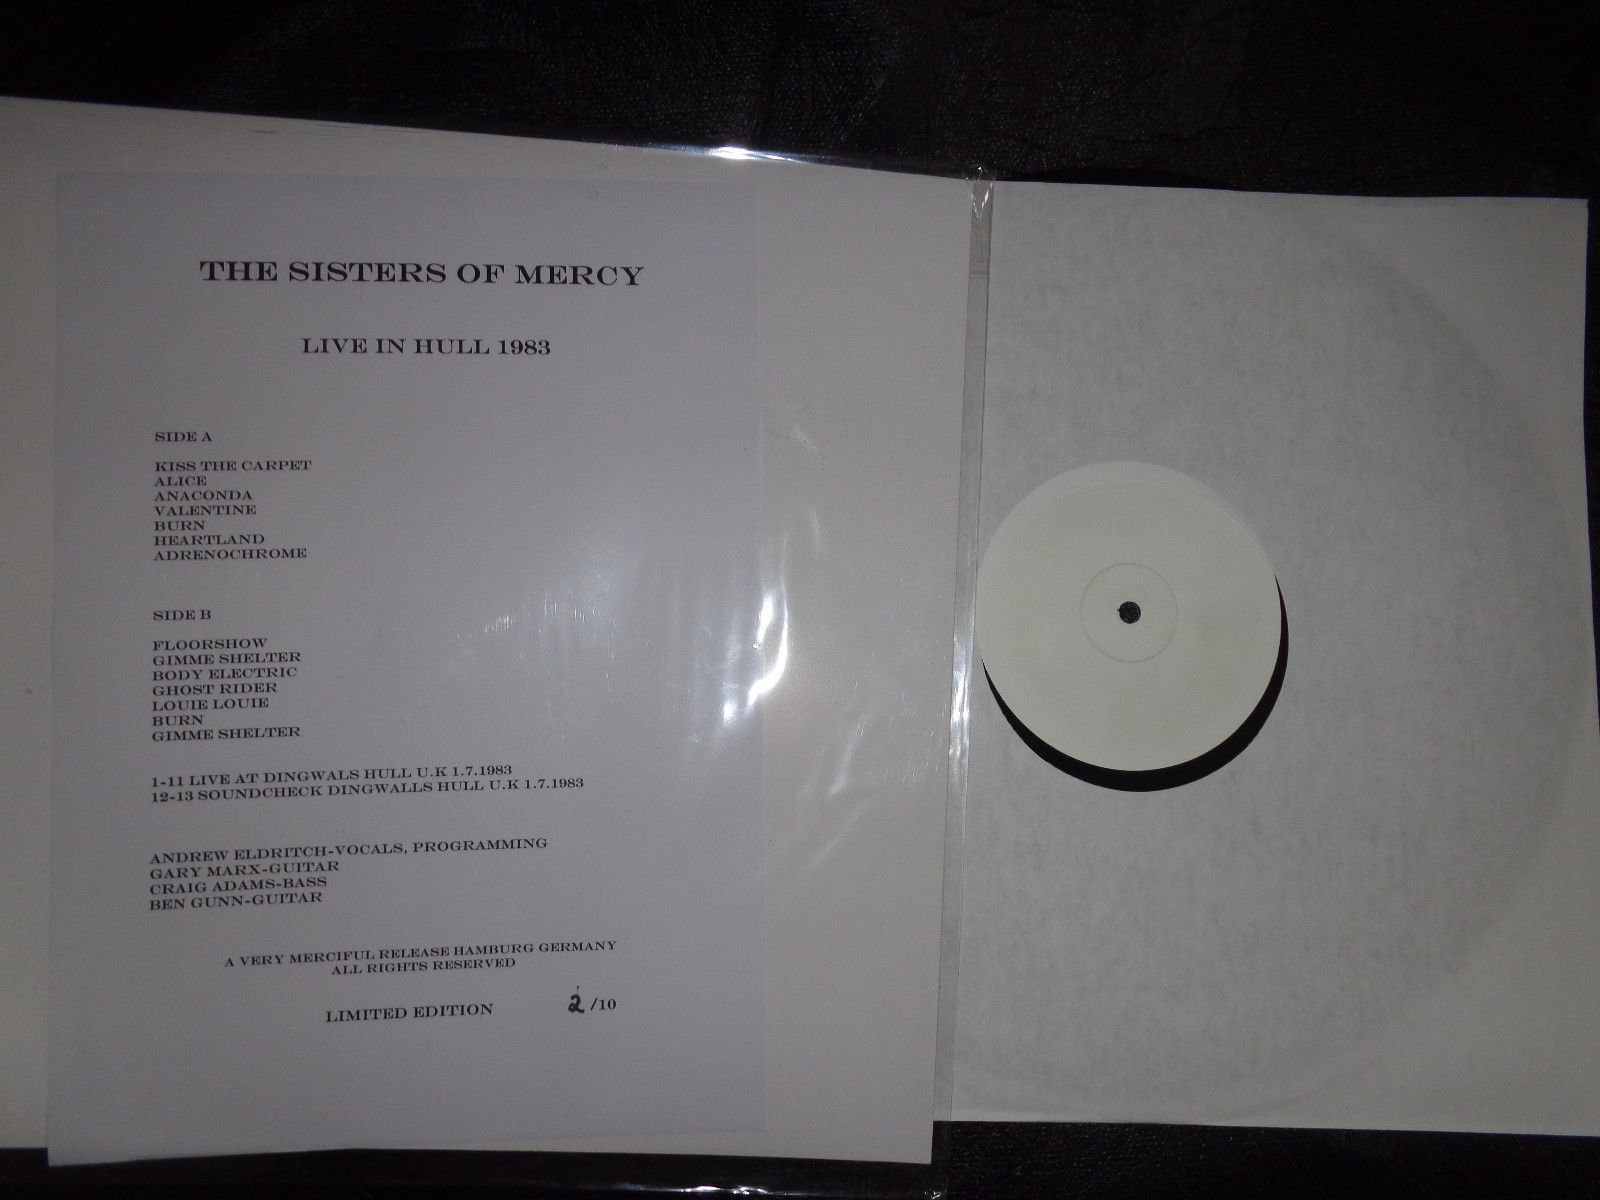 THE SISTERS OF MERCY
LIVE IN HULL 1983
SIDE A
KISS THE CARPET
ALICE
ANACONDA
VALENTINE
BURN
HEARTLAND
ADRENOCHROME
SIDE B
FLOORSHOW
GIMME SHELTER
BODY ELECTRIC
GHOST RIDER
LOUIE LOUIE
BURN
GIMME SHELTER
1-11 LIVE AT DINGWALS HULL U.K 1.7.1983
12-13 SOUNDCHECK DINGWALLS HULL U.K 1.7.1983
ANDREW ELDRITCH-VOCALS, PROGRAMMING
GARY MARX-GUITAR
CRAIG ADAMS-BASS
BEN GUNN-GUITAR
A VERY MERCIFUL RELEASE HAMBURG GERMANY
ALL RIGHTS RESERVED
LIMITED EDITION 2/10